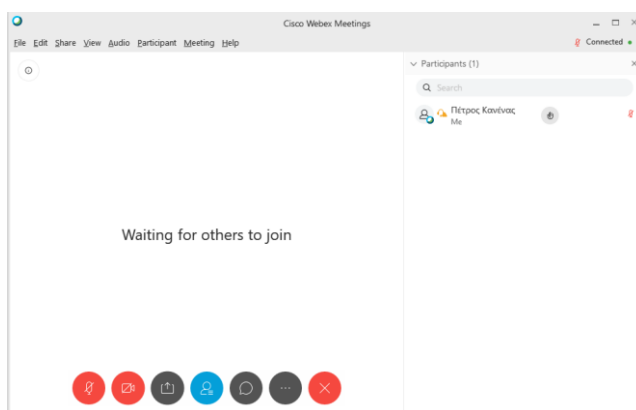 Cisco Webex Meetings
File Edit Share View Audio Participant Meeting Help
Connected
Participants (1)
Search
Πέτρος Κανένας
Me
Waiting for others to join